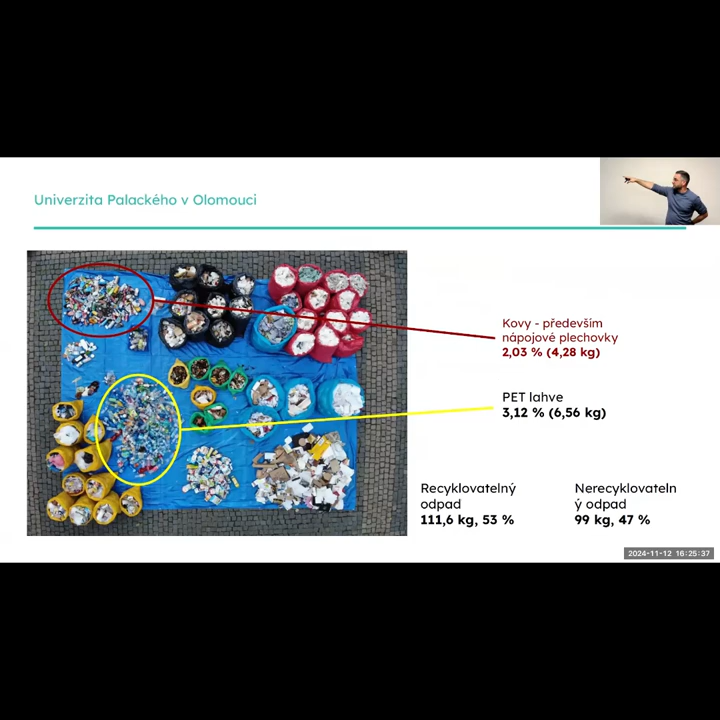 Univerzita Palackého v Olomouci
Kovy - především
nápojové plechovky
2,03 % (4,28 kg)
PET lahve
3,12 % (6,56 kg)
Recyklovatelný
odpad
111,6 kg, 53 %
Nerecyklovateln
ý odpad
99 kg, 47 %
2024-11-12 16:25:37